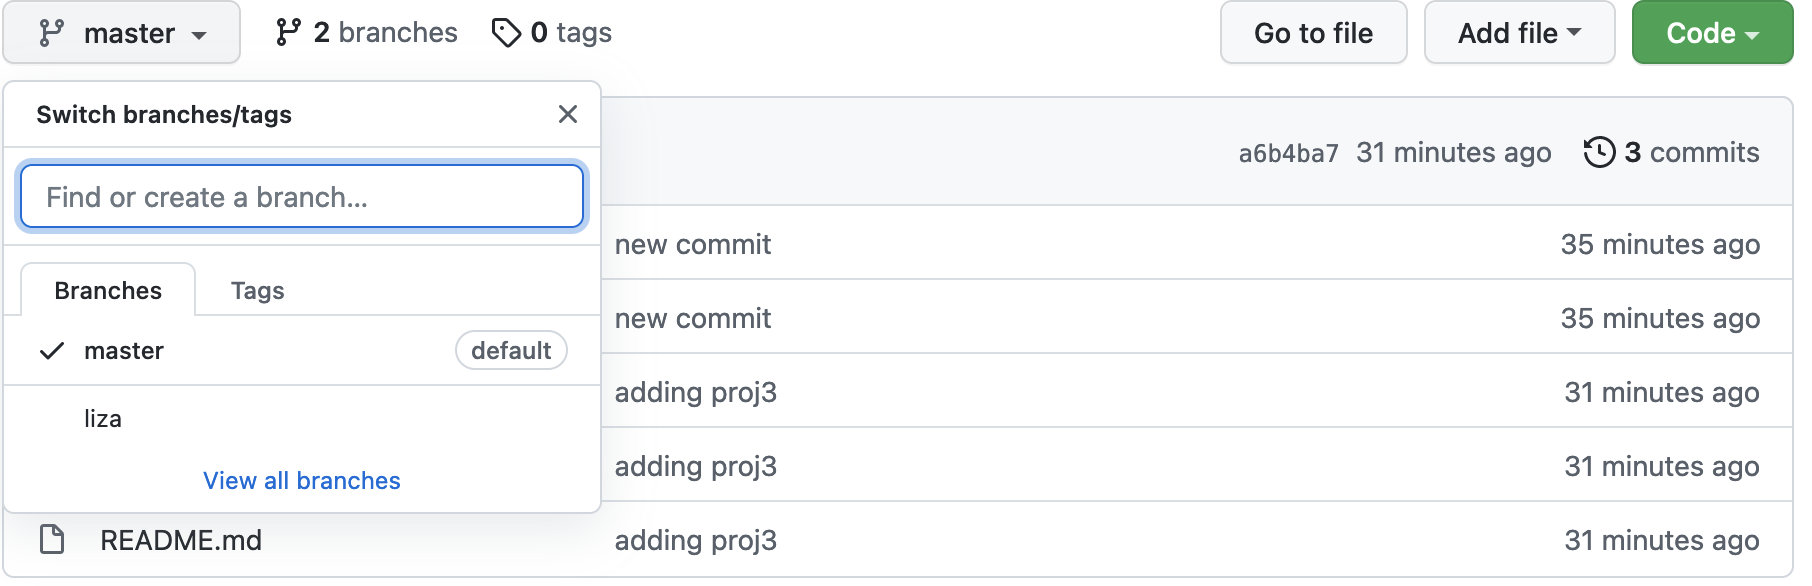 master 2 branches 0 tags Go to file Add file Code
Switch branches/tags
a6b4ba7 31 minutes ago 3 commits
Find or create a branch...
new commit 35 minutes ago
Branches Tags
new commit 35 minutes ago
master default
adding proj3 31 minutes ago
liza
adding proj3 31 minutes ago
View all branches
README.md adding proj3 31 minutes ago